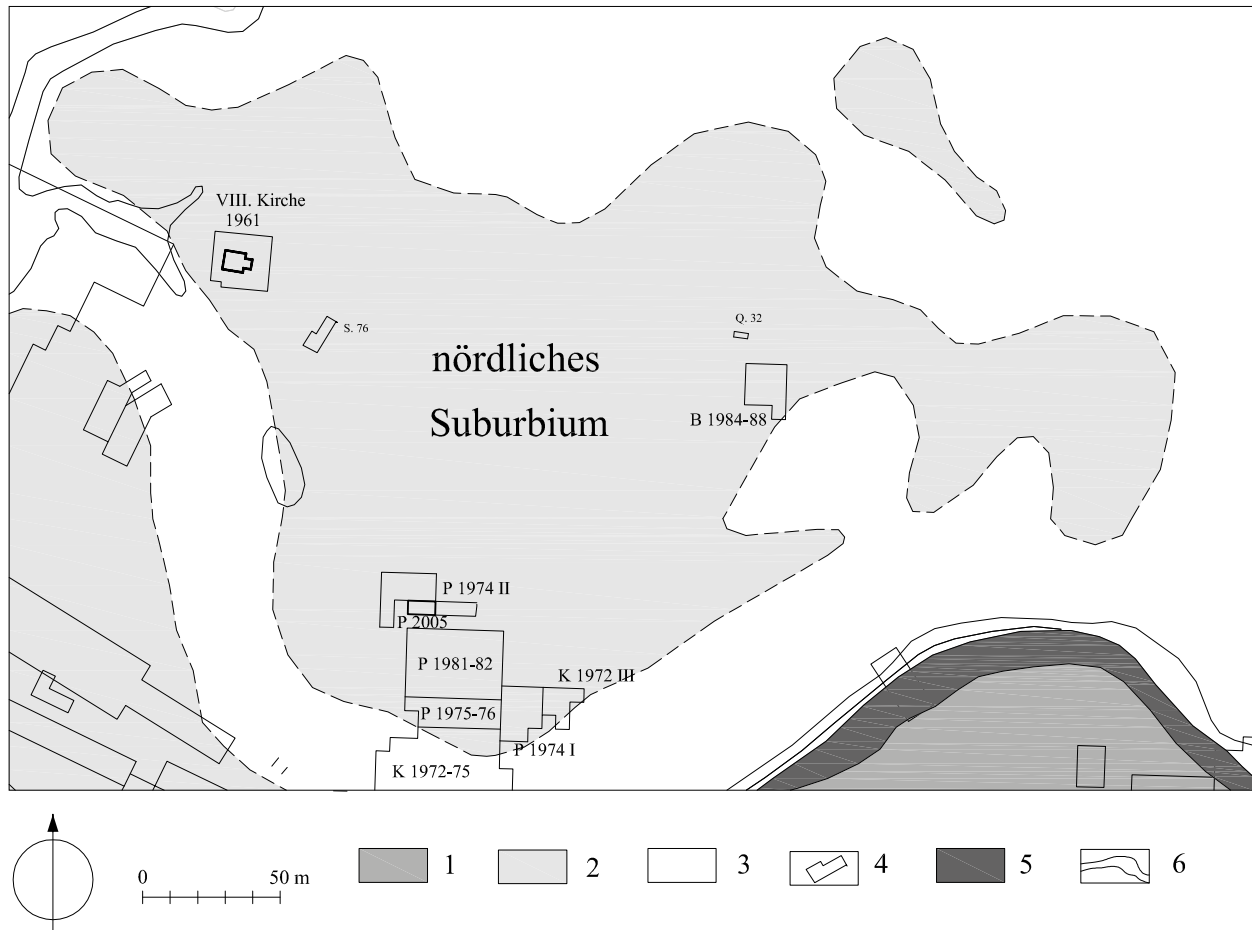 VIII. Kirche
1961
S. 76
Q. 32
nördliches
Suburbium
B 1984-88
P 1974 II
P 2005
P 1981-82
K 1972 III
P 1975-76
P 1974 I
K 1972-75
0 50 m
1 2 3 4 5 6